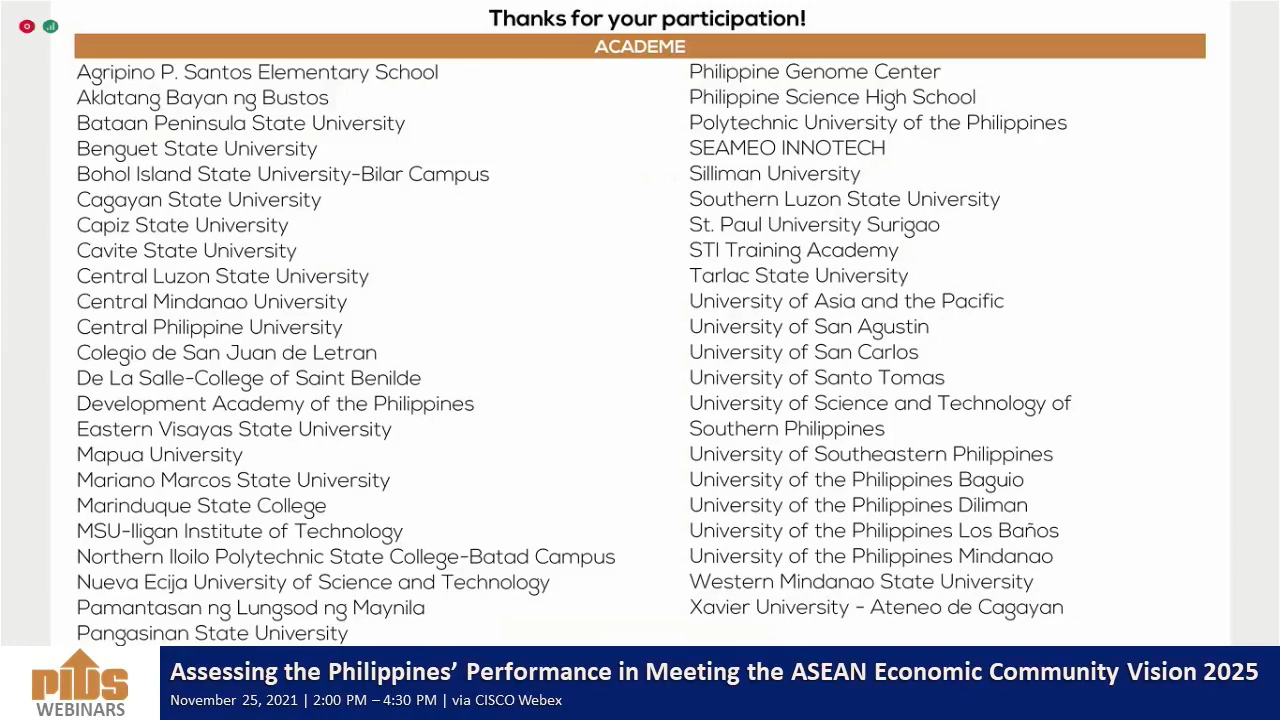 Thanks for your participation!
ACADEME
Agripino P. Santos Elementary School
Aklatang Bayan ng Bustos
Bataan Peninsula State University
Benguet State University
Bohol Island State University-Bilar Campus
Cagayan State University
Capiz State University
Cavite State University
Central Luzon State University
Central Mindanao University
Central Philippine University
Colegio de San Juan de Letran
De La Salle-College of Saint Benilde
Development Academy of the Philippines
Eastern Visayas State University
Mapua University
Mariano Marcos State University
Marinduque State College
MSU-Iligan Institute of Technology
Northern Iloilo Polytechnic State College-Batad Campus
Nueva Ecija University of Science and Technology
Pamantasan ng Lungsod ng Maynila
Pangasinan State University
Philippine Genome Center
Philippine Science High School
Polytechnic University of the Philippines
SEAMEO INNOTECH
Silliman University
Southern Luzon State University
St. Paul University Surigao
STI Training Academy
Tarlac State University
University of Asia and the Pacific
University of San Agustin
University of San Carlos
University of Santo Tomas
University of Science and Technology of
Southern Philippines
University of Southeastern Philippines
University of the Philippines Baguio
University of the Philippines Diliman
University of the Philippines Los Baños
University of the Philippines Mindanao
Western Mindanao State University
Xavier University - Ateneo de Cagayan
PIDS
WEBINARS
Assessing the Philippines’ Performance in Meeting the ASEAN Economic Community Vision 2025
November 25, 2021 | 2:00 PM – 4:30 PM | via CISCO Webex